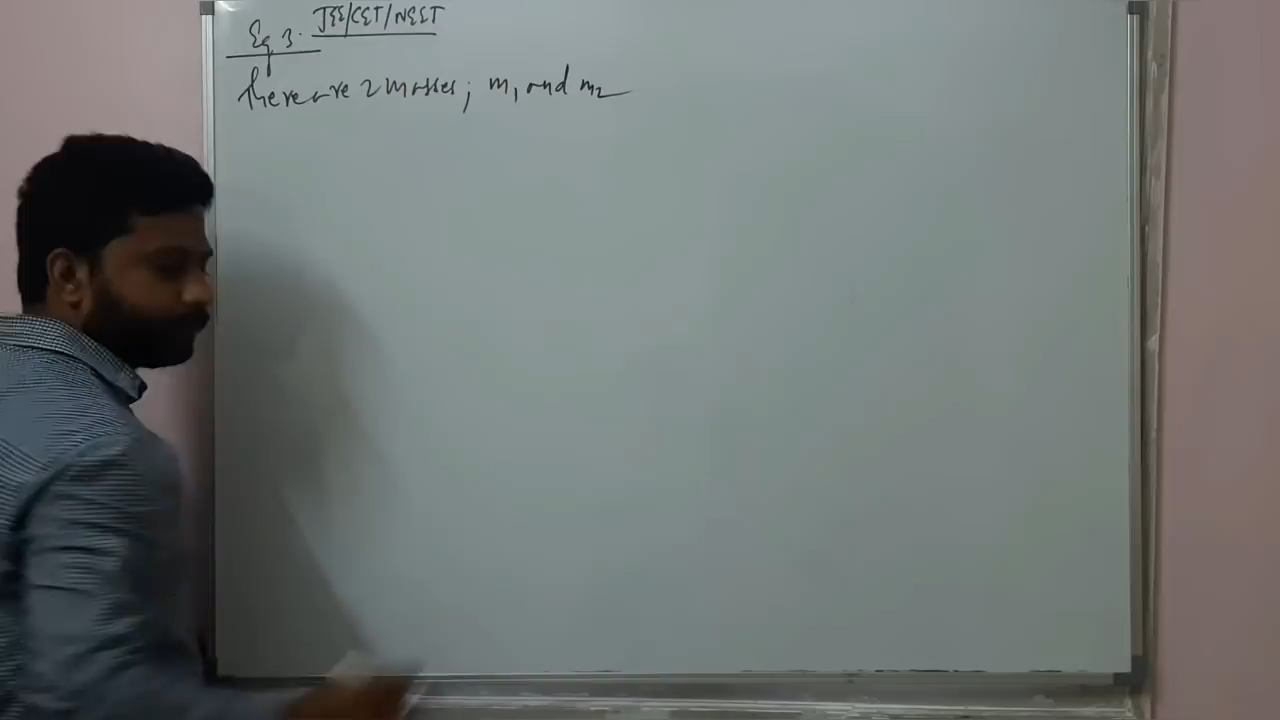 Eg 3. JEE/CET/NEET
There are 2 masses; m₁ and m₂